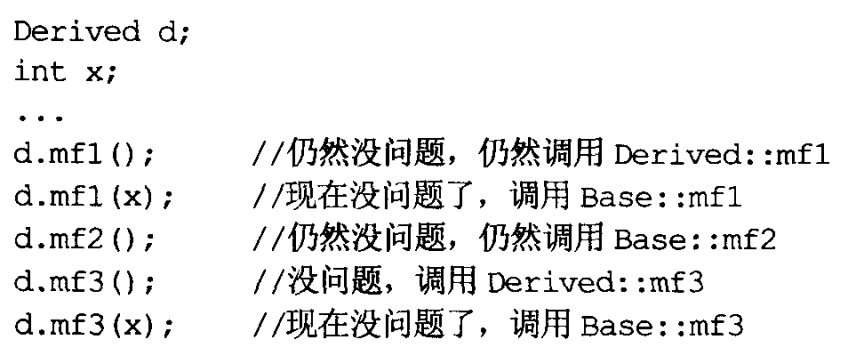 Derived d;
int x;
...
d.mf1();    //仍然没问题，仍然调用 Derived::mf1
d.mf1(x);   //现在没问题了，调用 Base::mf1
d.mf2();    //仍然没问题，仍然调用 Base::mf2
d.mf3();    //没问题，调用 Derived::mf3
d.mf3(x);   //现在没问题了，调用 Base::mf3